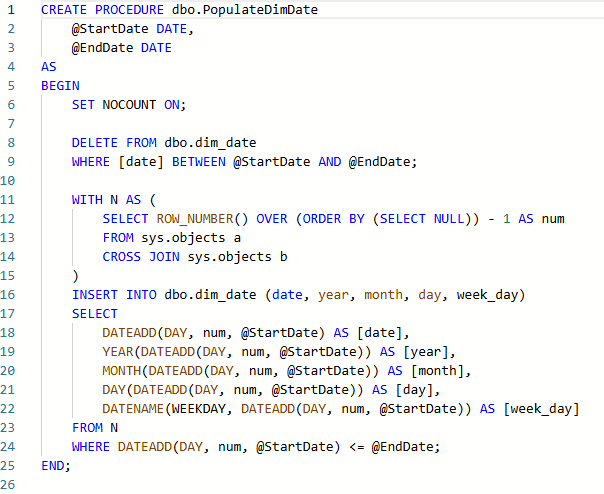 1 CREATE PROCEDURE dbo.PopulateDimDate
2     @StartDate DATE,
3     @EndDate DATE
4 AS
5 BEGIN
6     SET NOCOUNT ON;
7
8     DELETE FROM dbo.dim_date
9     WHERE [date] BETWEEN @StartDate AND @EndDate;
10
11     WITH N AS (
12         SELECT ROW_NUMBER() OVER (ORDER BY (SELECT NULL)) - 1 AS num
13         FROM sys.objects a
14         CROSS JOIN sys.objects b
15     )
16     INSERT INTO dbo.dim_date (date, year, month, day, week_day)
17     SELECT
18         DATEADD(DAY, num, @StartDate) AS [date],
19         YEAR(DATEADD(DAY, num, @StartDate)) AS [year],
20         MONTH(DATEADD(DAY, num, @StartDate)) AS [month],
21         DAY(DATEADD(DAY, num, @StartDate)) AS [day],
22         DATENAME(WEEKDAY, DATEADD(DAY, num, @StartDate)) AS [week_day]
23     FROM N
24     WHERE DATEADD(DAY, num, @StartDate) <= @EndDate;
25 END;
26